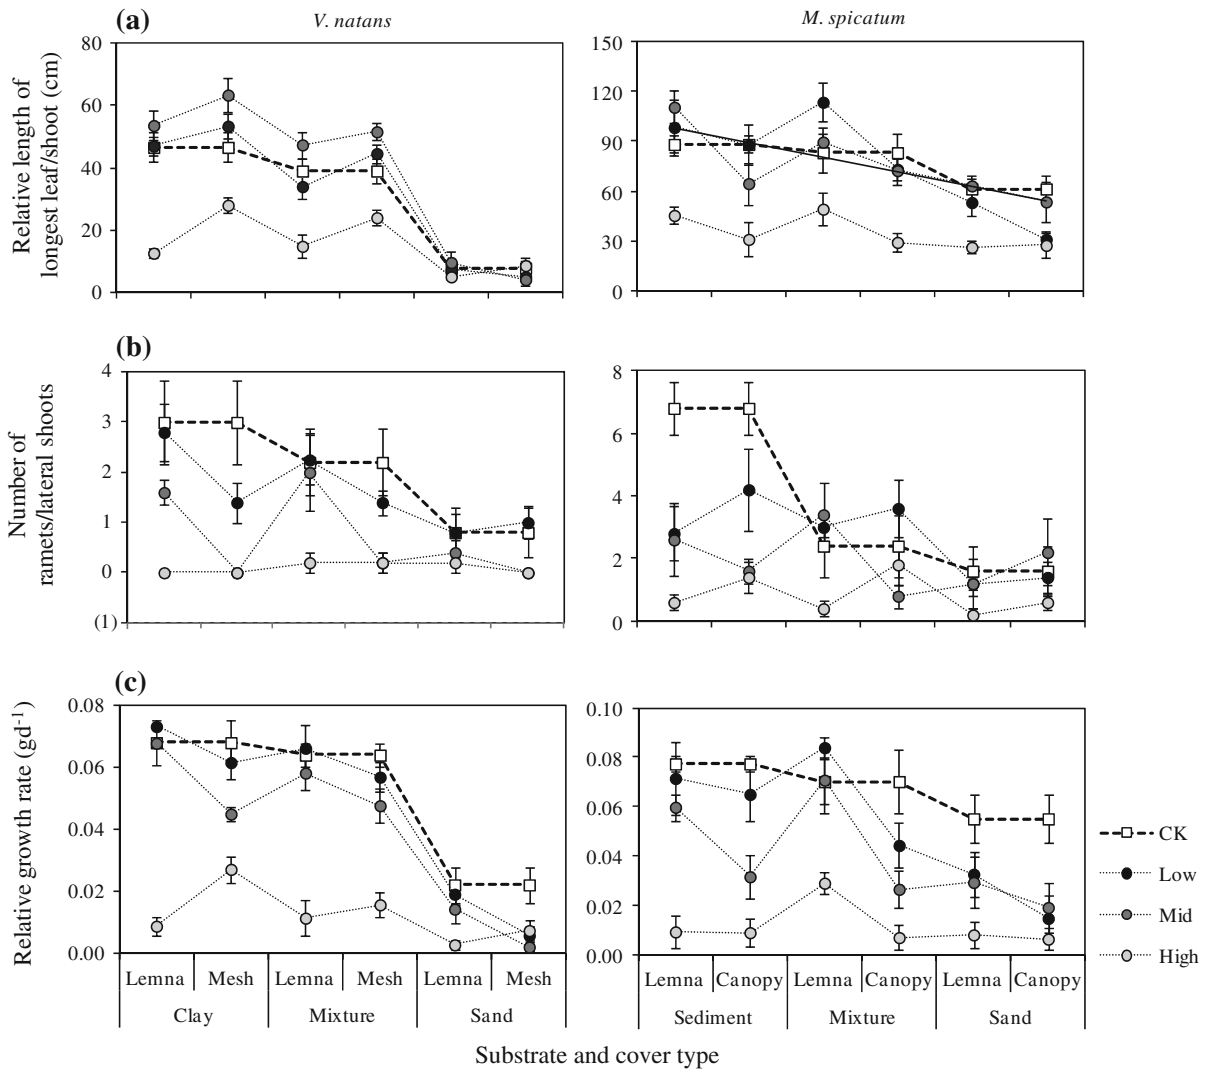 (a)
V. natans
M. spicatum
Relative length of
longest leaf/shoot (cm)
80
60
40
20
0
150
120
90
60
30
0
(b)
Number of
ramets/lateral shoots
4
3
2
1
0
(1)
8
6
4
2
0
(c)
Relative growth rate (gd-1)
0.08
0.06
0.04
0.02
0.00
0.10
0.08
0.06
0.04
0.02
0.00
Lemna Mesh Lemna Mesh Lemna Mesh
Clay Mixture Sand
Lemna Canopy Lemna Canopy Lemna Canopy
Sediment Mixture Sand
CK
Low
Mid
High
Substrate and cover type